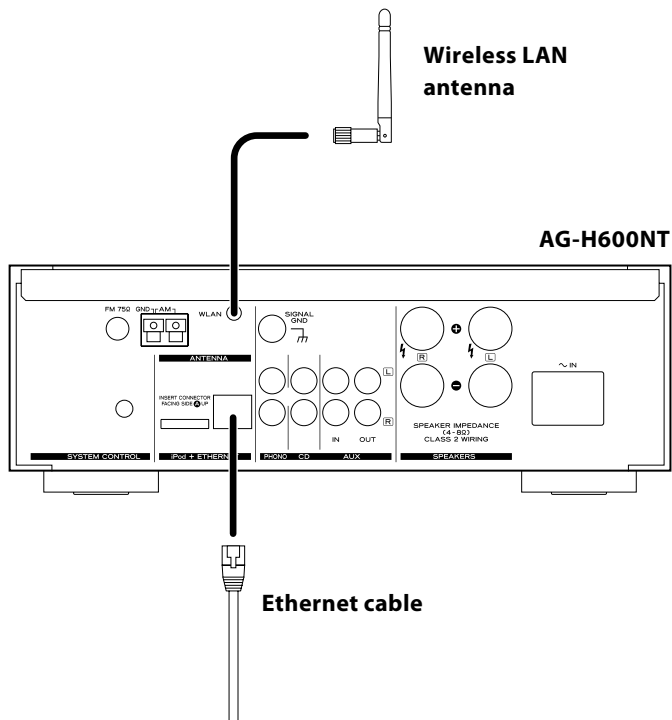 Wireless LAN
antenna
AG-H600NT
FM 75Ω GND AM WLAN
SIGNAL
GND
ANTENNA
R L
~ IN
INSERT CONNECTOR
FACING SIDE A UP
L
R
IN OUT
SPEAKER IMPEDANCE
(4-8Ω)
CLASS 2 WIRING
SYSTEM CONTROL iPod + ETHERN PHONO CD AUX SPEAKERS
Ethernet cable